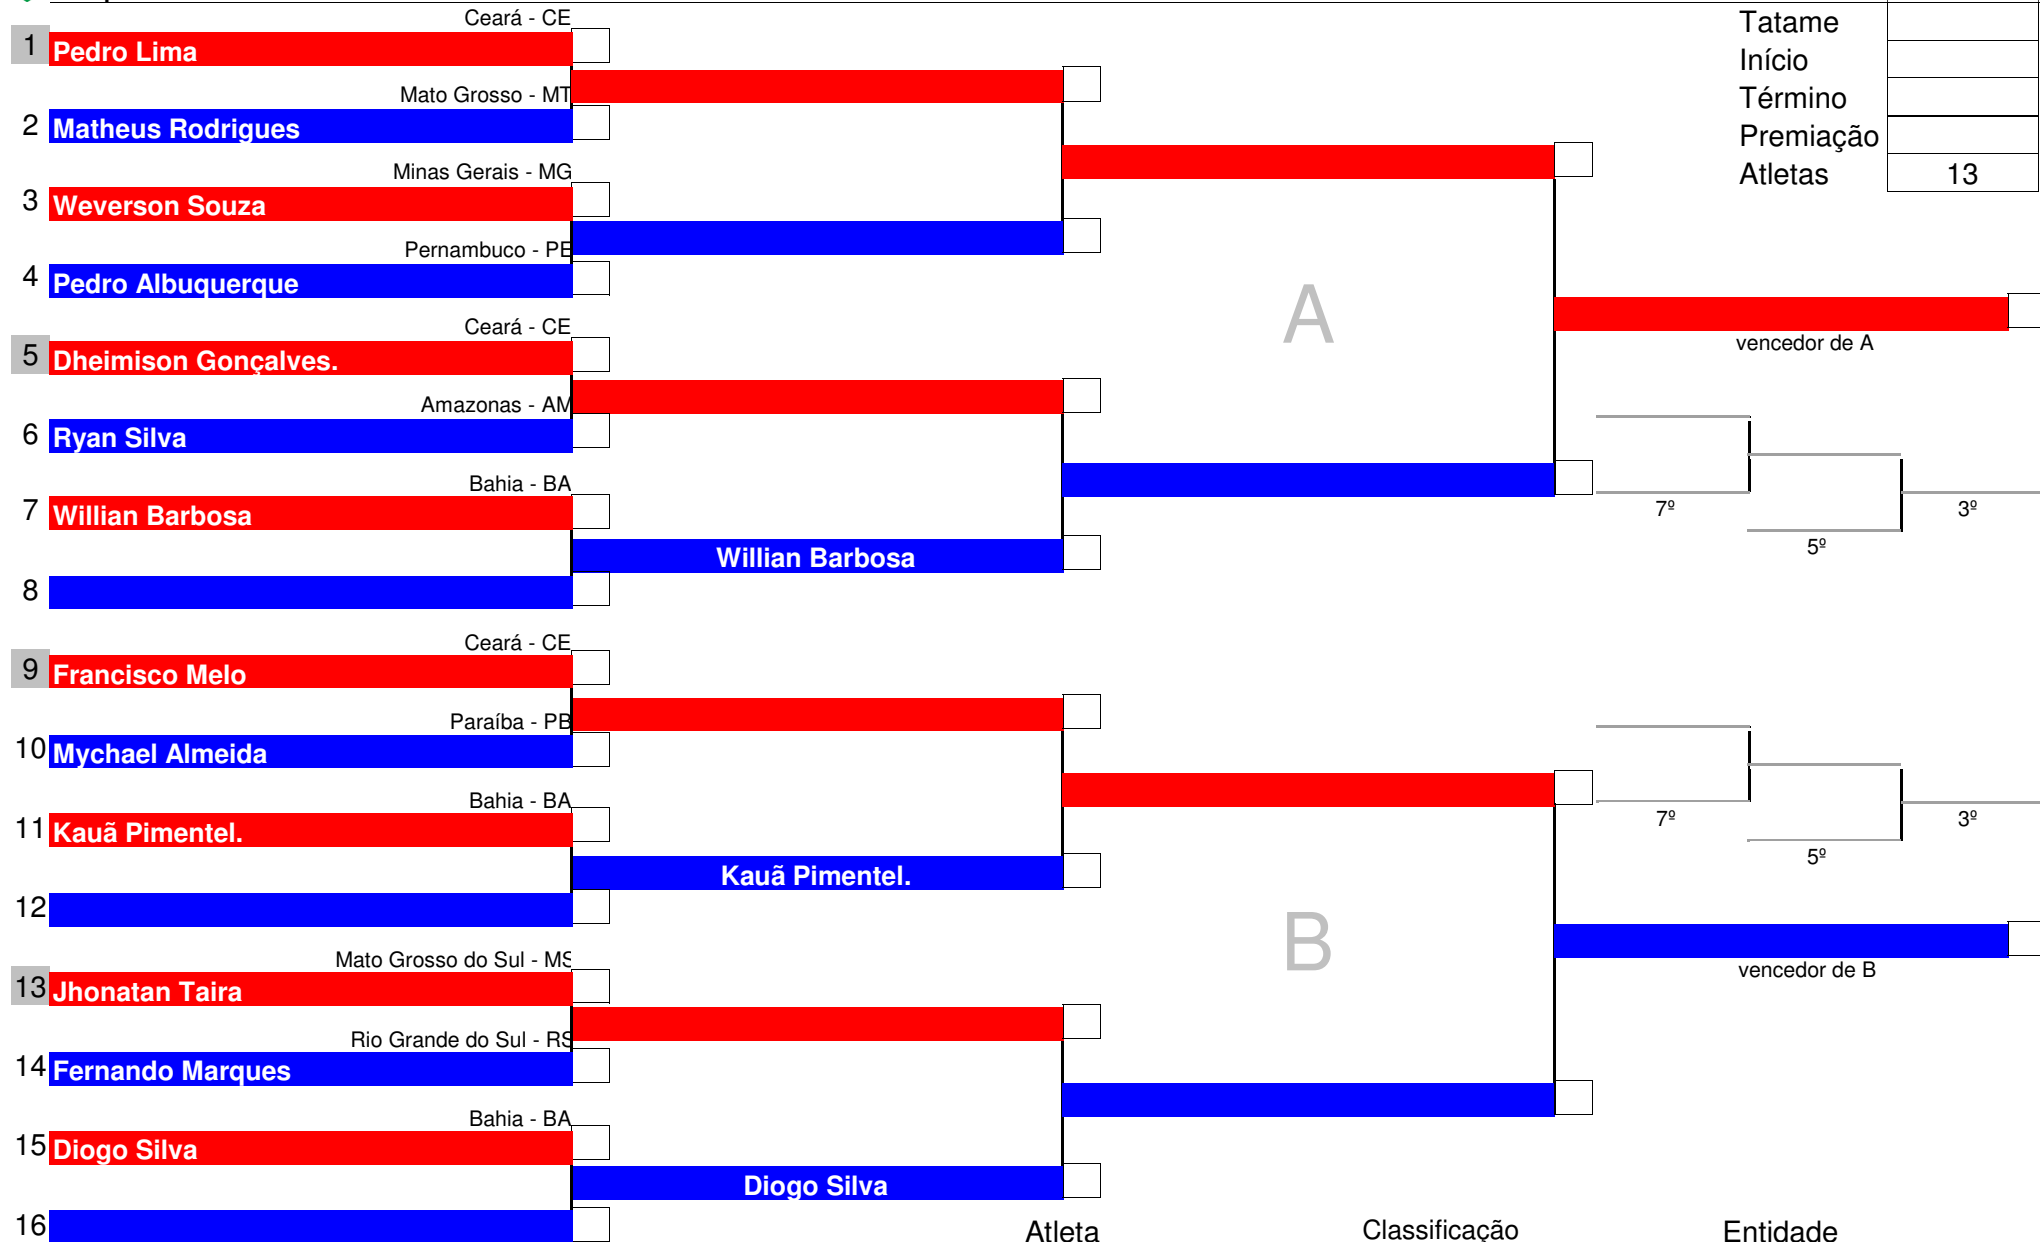 Ceará - CE
1 Pedro Lima
Mato Grosso - MT
2 Matheus Rodrigues
Minas Gerais - MG
3 Weverson Souza
Pernambuco - PE
4 Pedro Albuquerque
Ceará - CE
5 Dheimison Gonçalves.
Amazonas - AM
6 Ryan Silva
Bahia - BA
7 Willian Barbosa
Willian Barbosa
8
Ceará - CE
9 Francisco Melo
Paraíba - PB
10 Mychael Almeida
Bahia - BA
11 Kauã Pimentel.
Kauã Pimentel.
12
Mato Grosso do Sul - MS
13 Jhonatan Taira
Rio Grande do Sul - RS
14 Fernando Marques
Bahia - BA
15 Diogo Silva
Diogo Silva
16
A
B
Tatame
Início
Término
Premiação
Atletas 13
vencedor de A
7º
5º
3º
7º
5º
3º
vencedor de B
Atleta Classificação Entidade